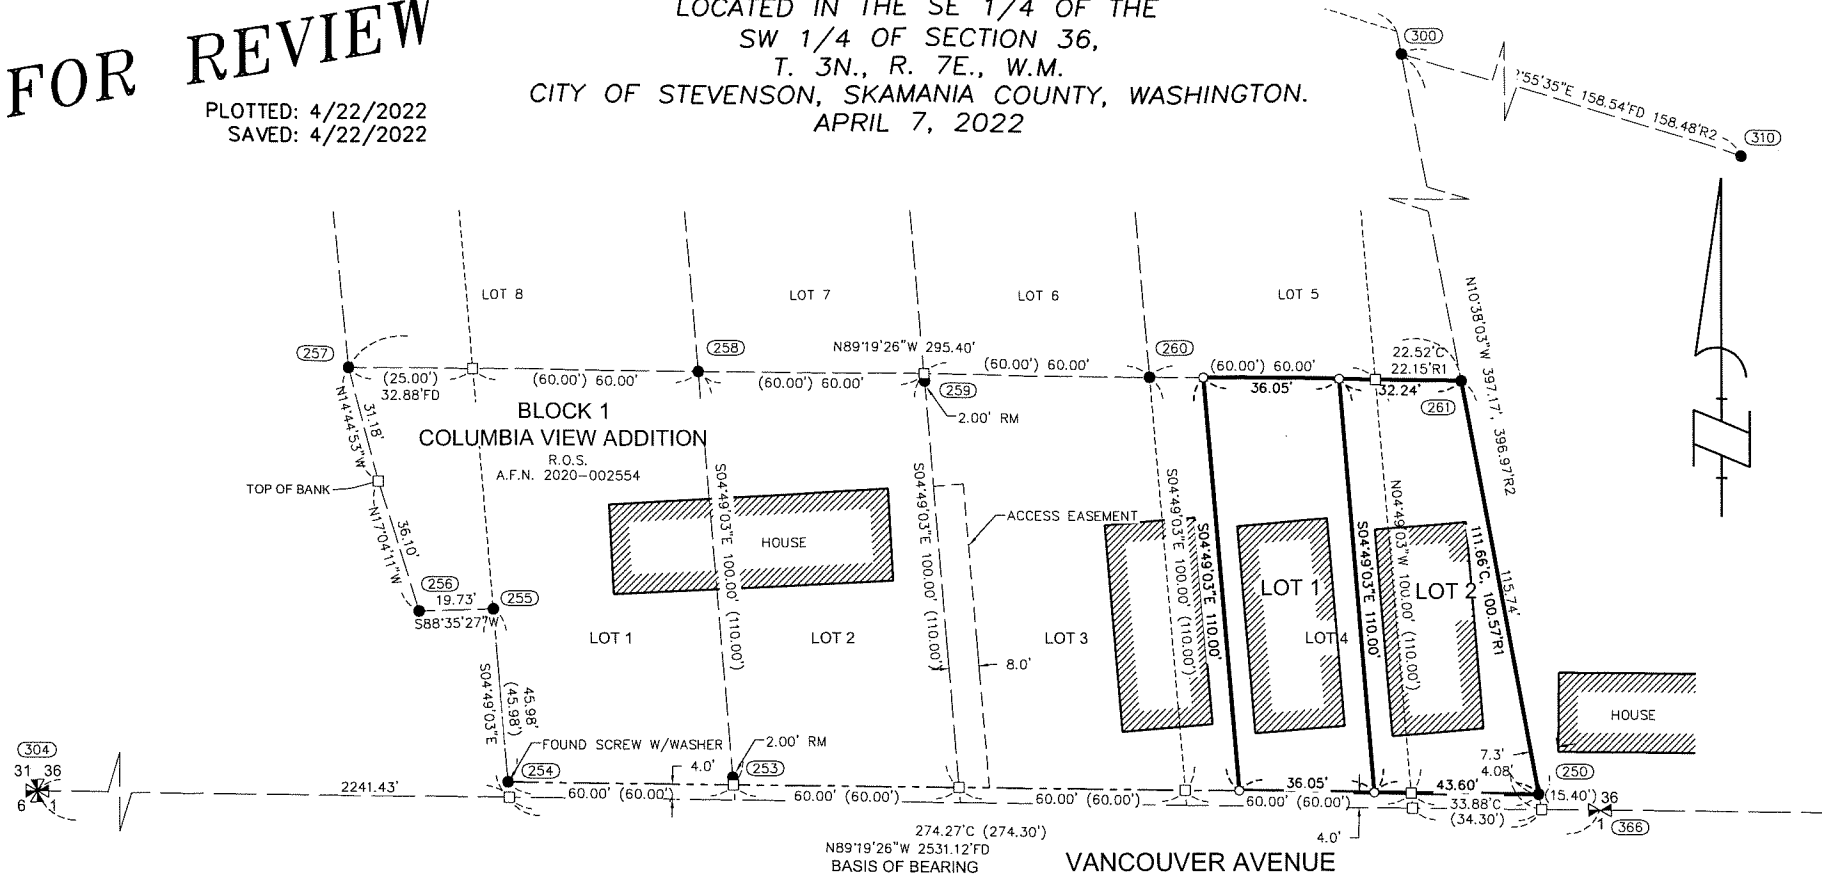 FOR REVIEW
PLOTTED: 4/22/2022
SAVED: 4/22/2022
LOCATED IN THE SE 1/4 OF THE
SW 1/4 OF SECTION 36,
T. 3N., R. 7E., W.M.
CITY OF STEVENSON, SKAMANIA COUNTY, WASHINGTON.
APRIL 7, 2022
300
'55'35"E 158.54'FD 158.48'R2
310
LOT 8
LOT 7
LOT 6
LOT 5
N10°38'03"W 397.17', 396.97'R2
257
258
N89°19'26"W 295.40'
260
(25.00')
32.88'FD
(60.00') 60.00'
(60.00') 60.00'
(60.00') 60.00'
(60.00') 60.00'
22.52'C
22.15'R1
36.05'
32.24'
259
261
2.00' RM
31.18'
N14°44'53"W
BLOCK 1
COLUMBIA VIEW ADDITION
R.O.S.
A.F.N. 2020-002554
TOP OF BANK
36.10'
N17°04'11"W
S04°49'03"E 100.00' (110.00')
S04°49'03"E 100.00' (110.00')
ACCESS EASEMENT
S04°49'03"E 100.00' (110.00')
S04°49'03"E 110.00'
S04°49'03"E 110.00'
N04°49'03"W 100.00' (110.00')
111.66'C, 100.57'R1
115.74'
HOUSE
256
19.73'
S88°35'27"W
255
LOT 1
LOT 2
LOT 1
LOT 2
LOT 3
LOT 4
8.0'
S04°49'03"E
45.98'
(45.98')
HOUSE
304
31 36
6 1
2241.43'
FOUND SCREW W/WASHER
254
2.00' RM
4.0'
253
7.3'
4.08'
250
60.00' (60.00')
60.00' (60.00')
60.00' (60.00')
36.05'
60.00' (60.00')
43.60'
33.88'C
(34.30')
(15.40')
36
1
366
274.27'C (274.30')
4.0'
N89°19'26"W 2531.12'FD
BASIS OF BEARING
VANCOUVER AVENUE